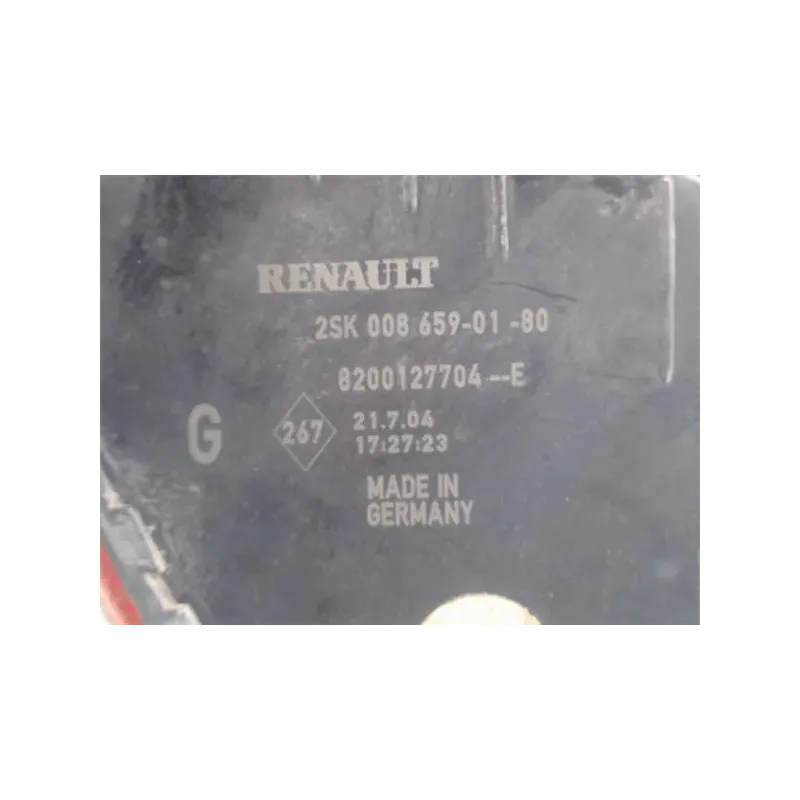 RENAULT
2SK 008 659-01 -80
8200127704--E
G
267
21.7.04
17:27:23
MADE IN
GERMANY